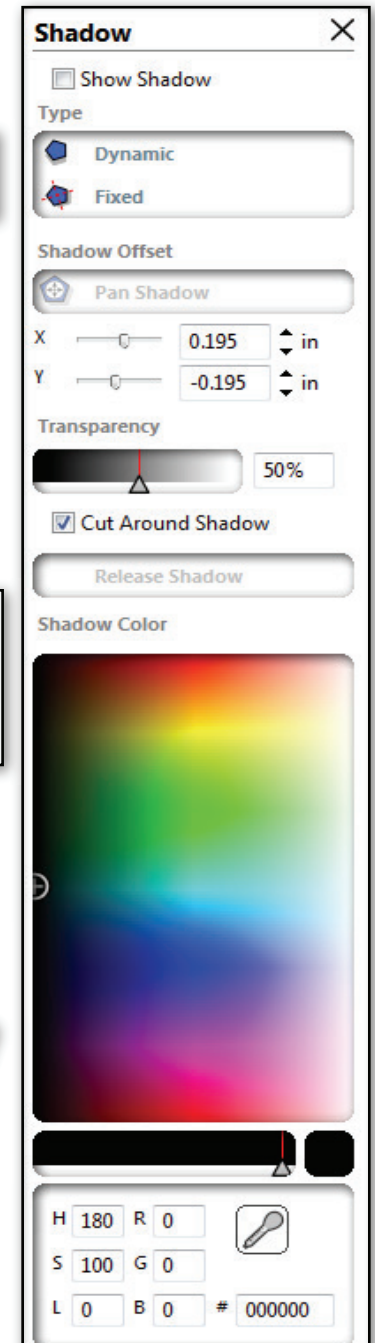 Shadow
Show Shadow
Type
Dynamic
Fixed
Shadow Offset
Pan Shadow
X 0.195 in
Y -0.195 in
Transparency
50%
Cut Around Shadow
Release Shadow
Shadow Color
H 180 R 0
S 100 G 0
L 0 B 0 # 000000